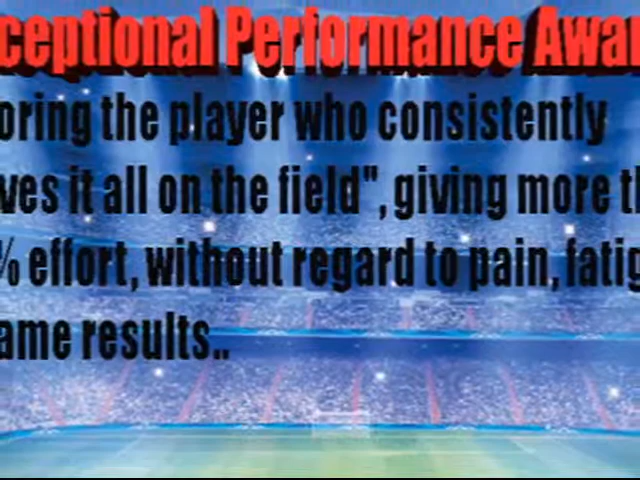 ceptional Performance Awar
oring the player who consistently
ves it all on the field", giving more th
% effort, without regard to pain, fatig
ame results..